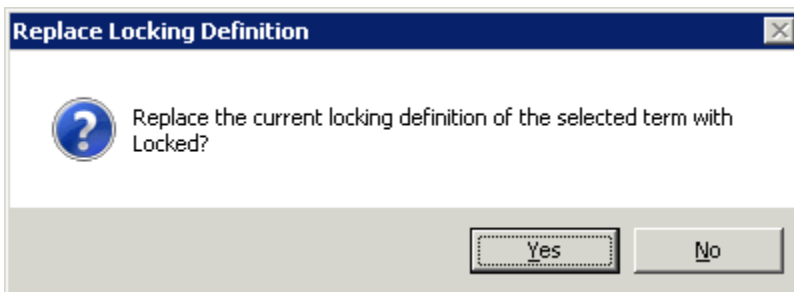 Replace Locking Definition
Replace the current locking definition of the selected term with
Locked?
Yes
No